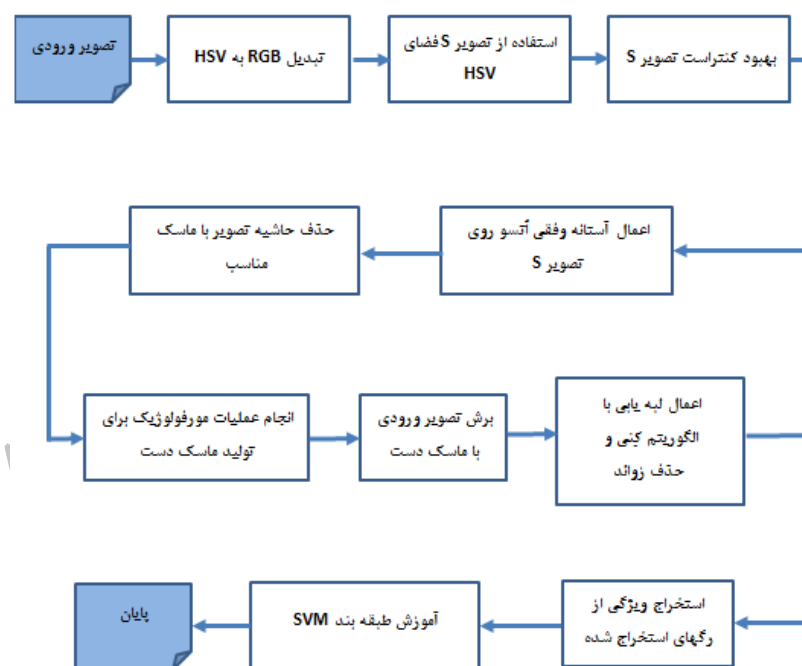 تصویر ورودی
تبدیل RGB به HSV
استفاده از تصویر S فضای
HSV
بهبود کنتراست تصویر S
اعمال آستانه وفقی اُتسو روی
تصویر S
حذف حاشیه تصویر با ماسک
مناسب
انجام عملیات مورفولوژیک برای
تولید ماسک دست
برش تصویر ورودی
با ماسک دست
اعمال لبه یابی با
الگوریتم کِنی و
حذف زوائد
استخراج ویژگی از
رگهای استخراج شده
آموزش طبقه بند SVM
پایان